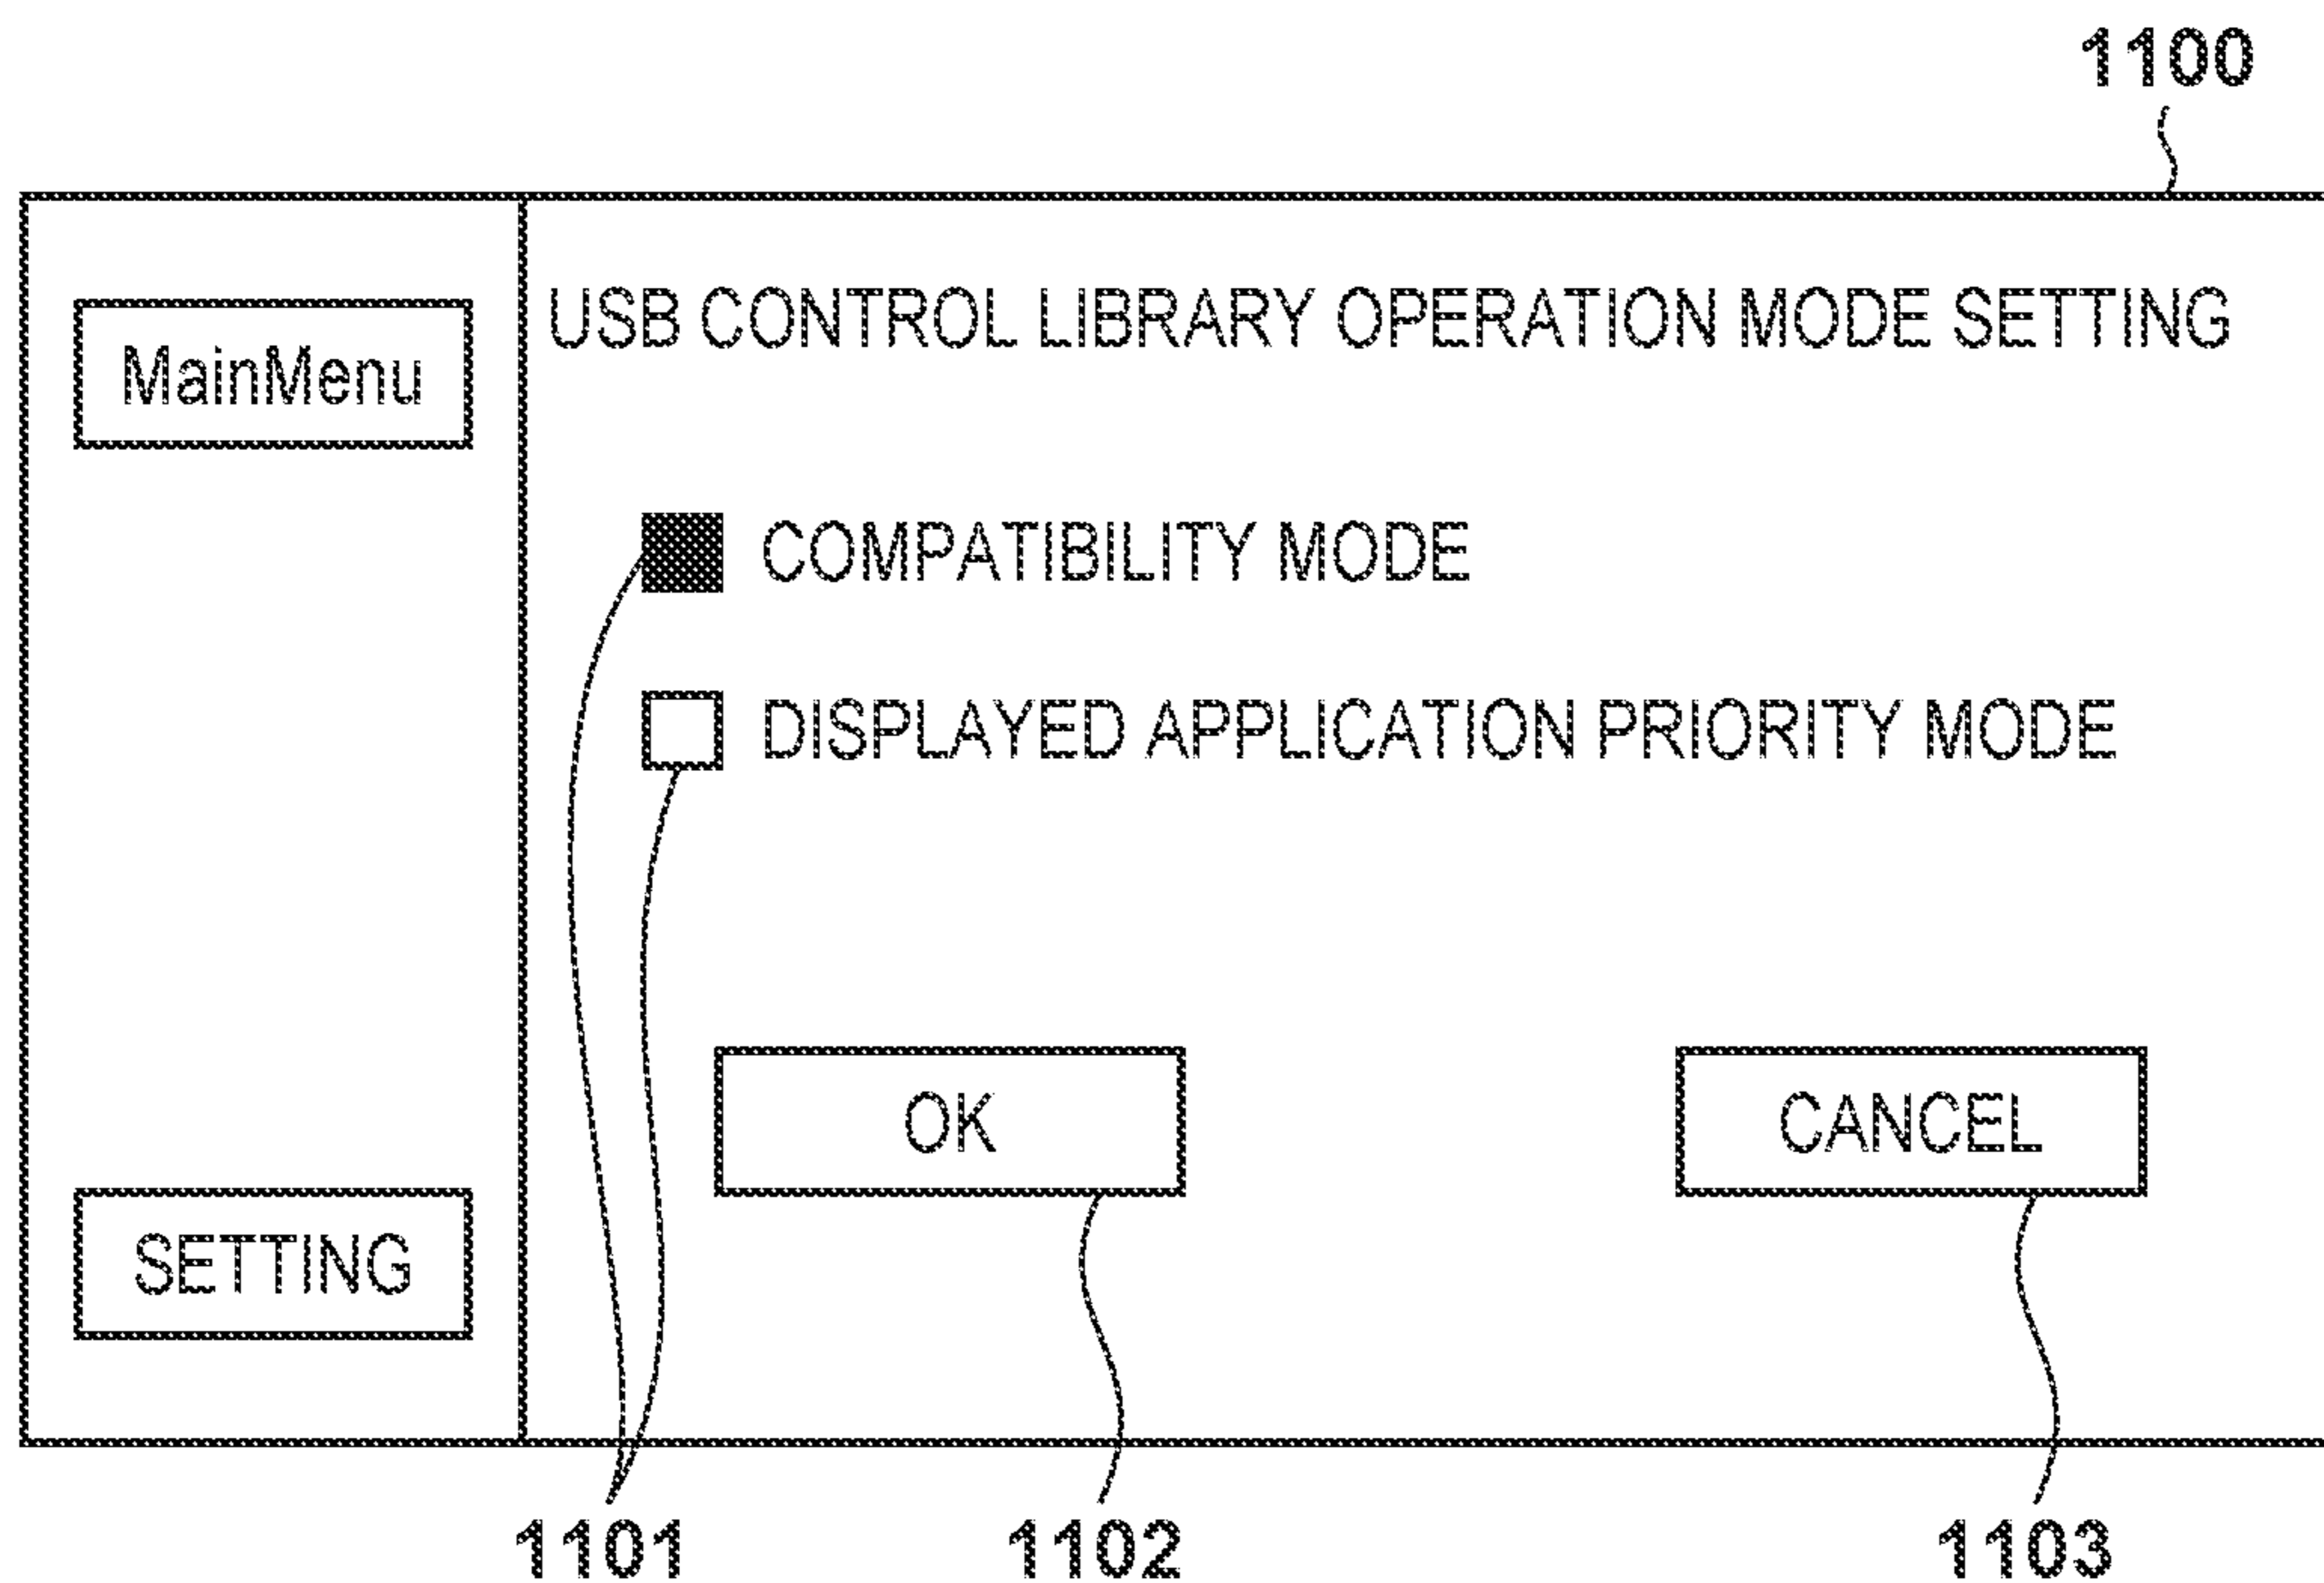 1100
MainMenu
USB CONTROL LIBRARY OPERATION MODE SETTING
COMPATIBILITY MODE
DISPLAYED APPLICATION PRIORITY MODE
OK
CANCEL
SETTING
1101
1102
1103